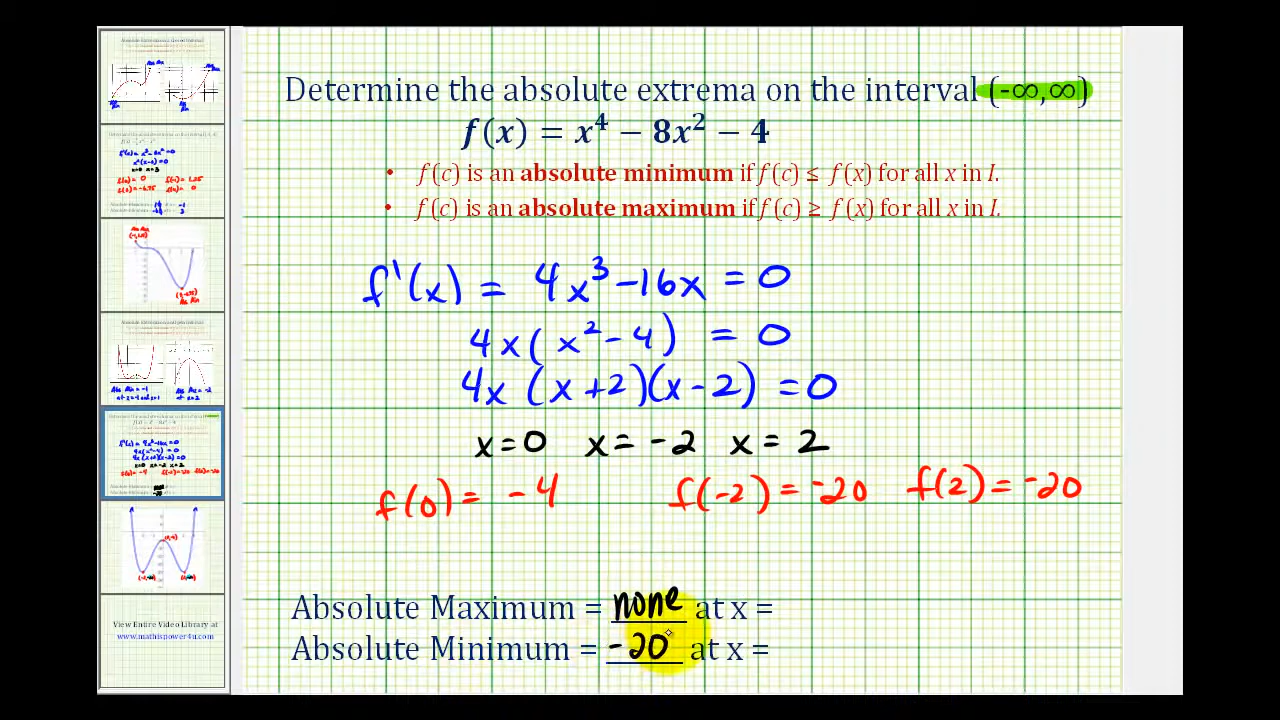 Determine the absolute extrema on the interval (-∞,∞)
f(x) = x⁴ − 8x² − 4
• f(c) is an absolute minimum if f(c) ≤ f(x) for all x in I.
• f(c) is an absolute maximum if f(c) ≥ f(x) for all x in I.
f'(x) = 4x³ - 16x = 0
4x(x² - 4) = 0
4x(x+2)(x-2) = 0
x=0 x=-2 x=2
f(0) = -4 f(-2) = -20 f(2) = -20
Absolute Maximum = none at x =
Absolute Minimum = -20 at x =
View Entire Video Library at
www.mathispower4u.com